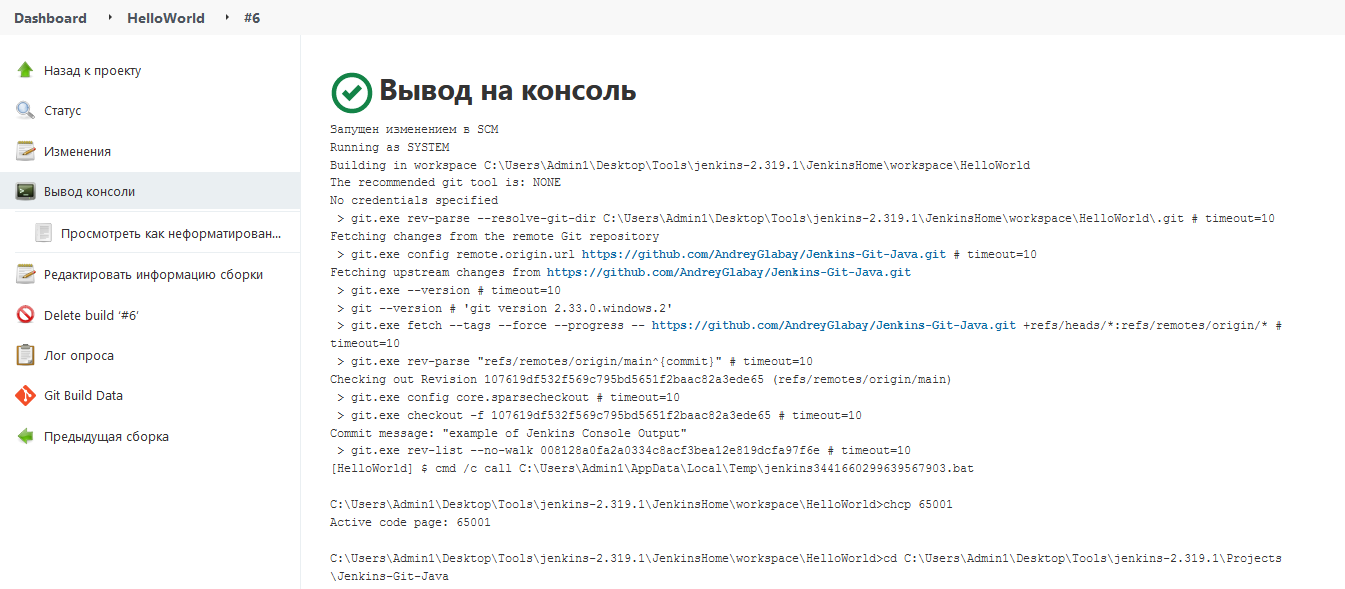 Dashboard HelloWorld #6
Назад к проекту
Статус
Изменения
Вывод консоли
Просмотреть как неформатирован...
Редактировать информацию сборки
Delete build ‘#6’
Лог опроса
Git Build Data
Предыдущая сборка
Вывод на консоль
Запущен изменением в SCM
Running as SYSTEM
Building in workspace C:\Users\Admin1\Desktop\Tools\jenkins-2.319.1\JenkinsHome\workspace\HelloWorld
The recommended git tool is: NONE
No credentials specified
> git.exe rev-parse --resolve-git-dir C:\Users\Admin1\Desktop\Tools\jenkins-2.319.1\JenkinsHome\workspace\HelloWorld\.git # timeout=10
Fetching changes from the remote Git repository
> git.exe config remote.origin.url https://github.com/AndreyGlabay/Jenkins-Git-Java.git # timeout=10
Fetching upstream changes from https://github.com/AndreyGlabay/Jenkins-Git-Java.git
> git.exe --version # timeout=10
> git --version # 'git version 2.33.0.windows.2'
> git.exe fetch --tags --force --progress -- https://github.com/AndreyGlabay/Jenkins-Git-Java.git +refs/heads/*:refs/remotes/origin/* #
timeout=10
> git.exe rev-parse "refs/remotes/origin/main^{commit}" # timeout=10
Checking out Revision 107619df532f569c795bd5651f2baac82a3ede65 (refs/remotes/origin/main)
> git.exe config core.sparsecheckout # timeout=10
> git.exe checkout -f 107619df532f569c795bd5651f2baac82a3ede65 # timeout=10
Commit message: "example of Jenkins Console Output"
> git.exe rev-list --no-walk 008128a0fa2a0334c8acf3bea12e819dcfa97f6e # timeout=10
[HelloWorld] $ cmd /c call C:\Users\Admin1\AppData\Local\Temp\jenkins3441660299639567903.bat
C:\Users\Admin1\Desktop\Tools\jenkins-2.319.1\JenkinsHome\workspace\HelloWorld>chcp 65001
Active code page: 65001
C:\Users\Admin1\Desktop\Tools\jenkins-2.319.1\JenkinsHome\workspace\HelloWorld>cd C:\Users\Admin1\Desktop\Tools\jenkins-2.319.1\Projects
\Jenkins-Git-Java